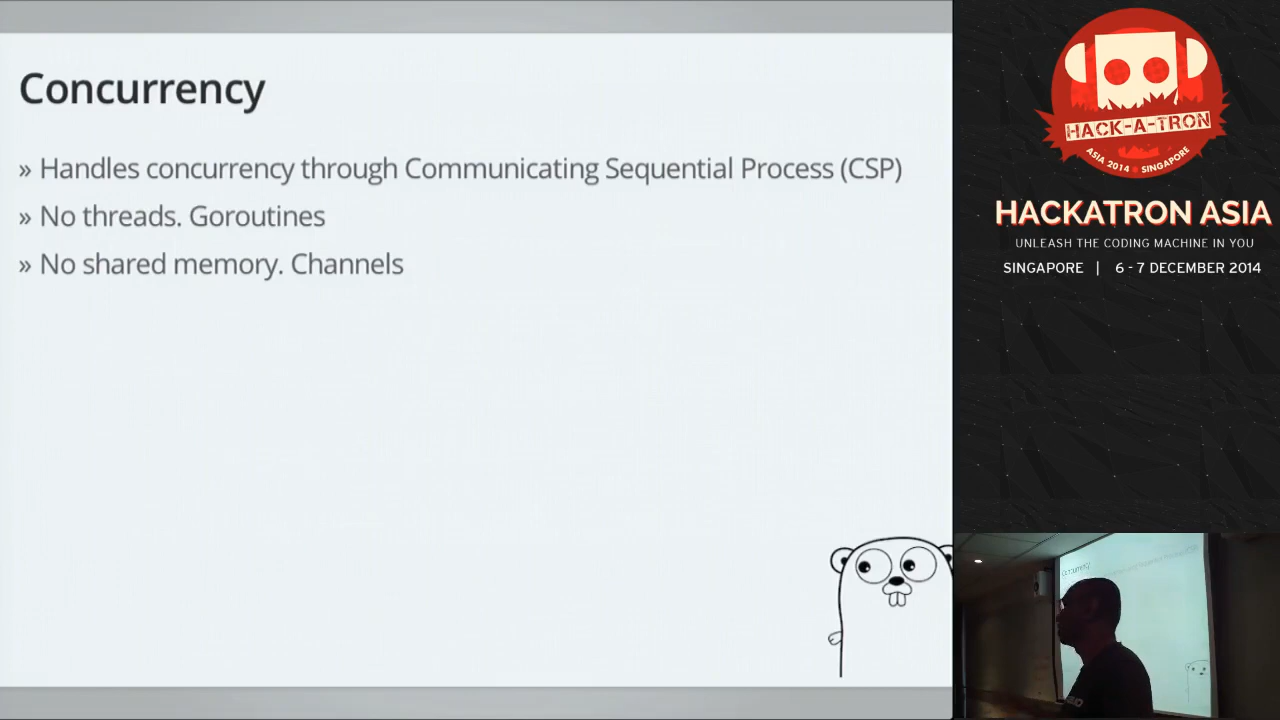 Concurrency
» Handles concurrency through Communicating Sequential Process (CSP)
» No threads. Goroutines
» No shared memory. Channels
HACK-A-TRON
ASIA 2014 SINGAPORE
HACKATRON ASIA
UNLEASH THE CODING MACHINE IN YOU
SINGAPORE | 6 - 7 DECEMBER 2014
Concurrency